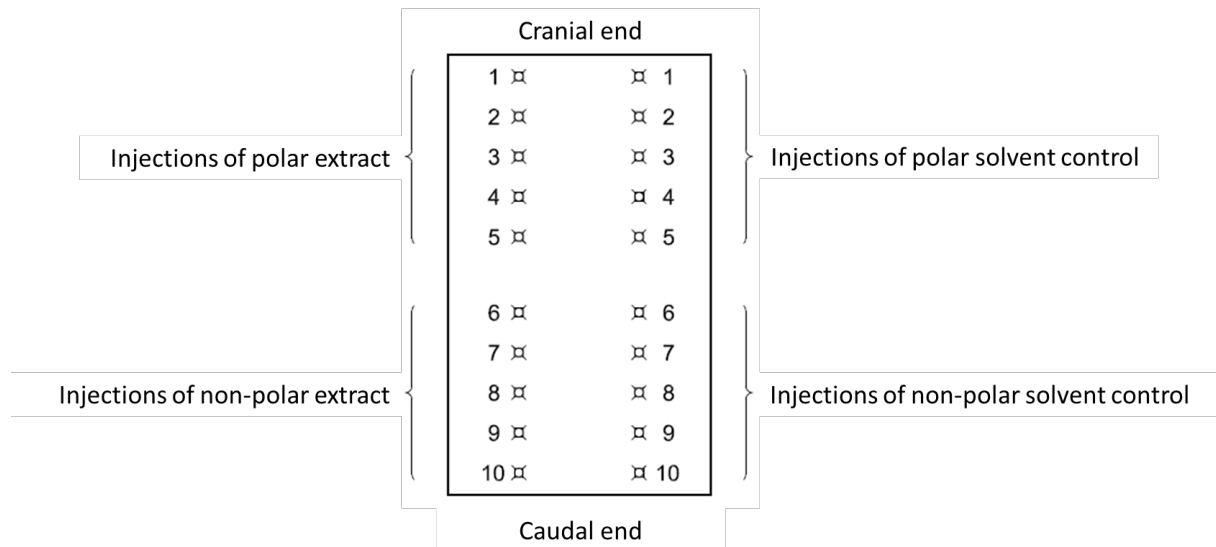 Cranial end
1 1
2 2
Injections of polar extract 3 3 Injections of polar solvent control
4 4
5 5
6 6
7 7
Injections of non-polar extract 8 8 Injections of non-polar solvent control
9 9
10 10
Caudal end